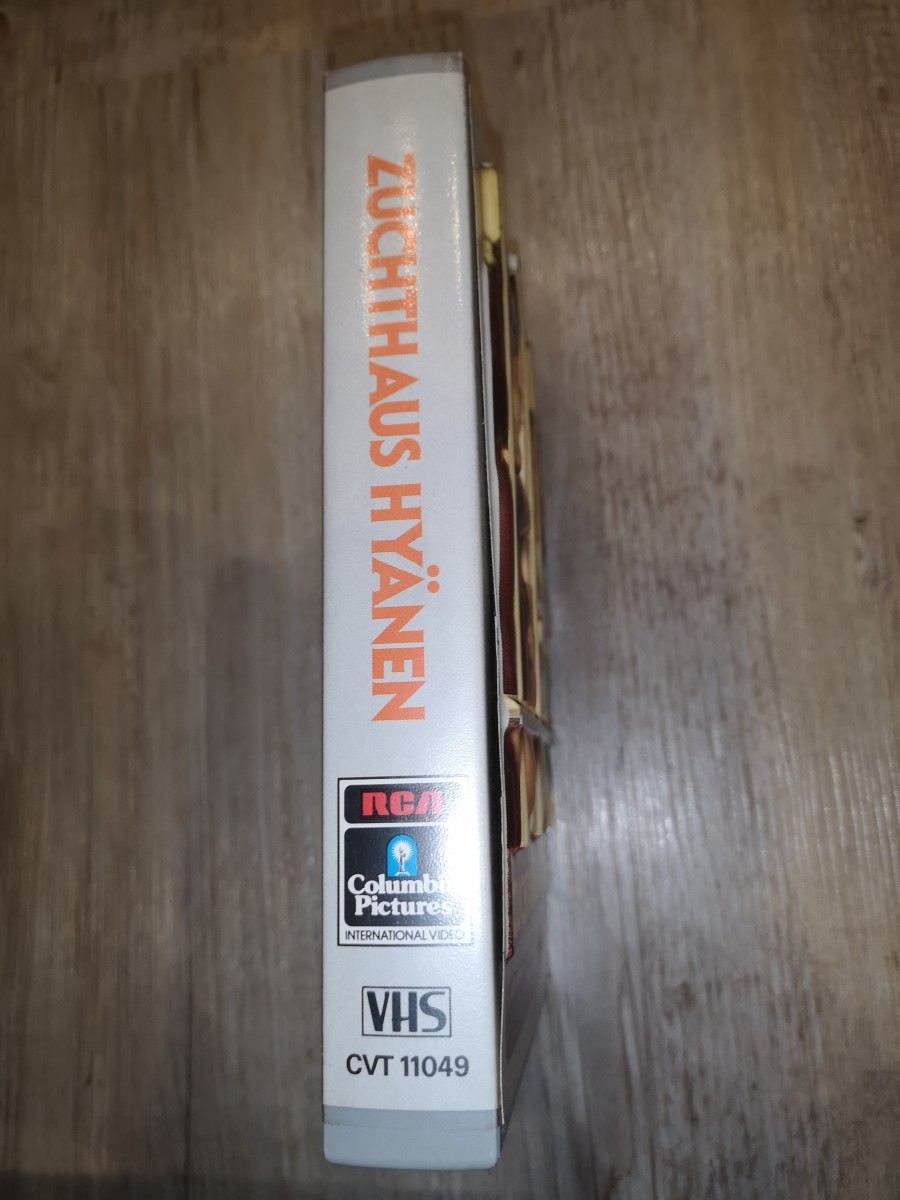 ZUCHTHAUS HYÄNEN
RCA
Columbia
Pictures
INTERNATIONAL VIDEO
VHS
CVT 11049